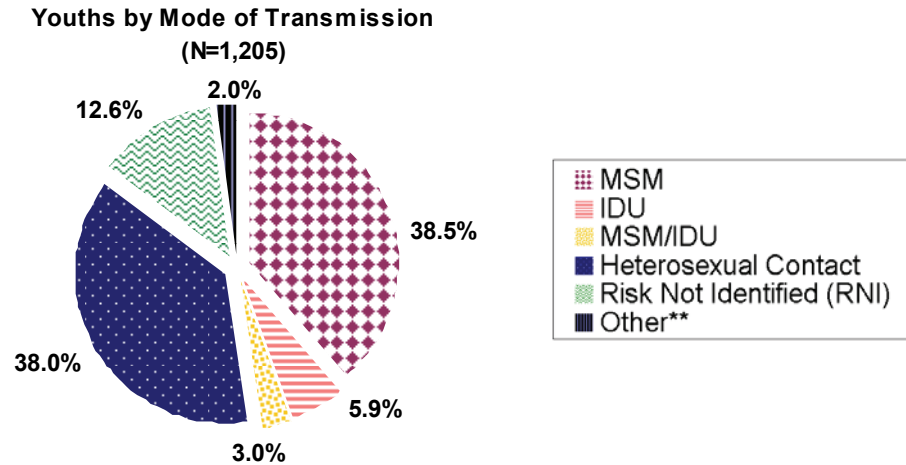 Youths by Mode of Transmission
(N=1,205)
2.0%
12.6%
38.5%
38.0%
5.9%
3.0%
MSM
IDU
MSM/IDU
Heterosexual Contact
Risk Not Identified (RNI)
Other**